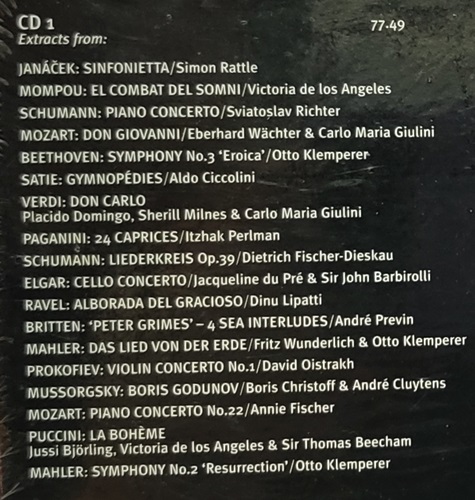 CD 1
77.49
Extracts from:
JANÁČEK: SINFONIETTA/Simon Rattle
MOMPOU: EL COMBAT DEL SOMNI/Victoria de los Angeles
SCHUMANN: PIANO CONCERTO/Sviatoslav Richter
MOZART: DON GIOVANNI/Eberhard Wächter & Carlo Maria Giulini
BEETHOVEN: SYMPHONY No.3 'Eroica'/Otto Klemperer
SATIE: GYMNOPÉDIES/Aldo Ciccolini
VERDI: DON CARLO
Placido Domingo, Sherill Milnes & Carlo Maria Giulini
PAGANINI: 24 CAPRICES/Itzhak Perlman
SCHUMANN: LIEDERKREIS Op.39/Dietrich Fischer-Dieskau
ELGAR: CELLO CONCERTO/Jacqueline du Pré & Sir John Barbirolli
RAVEL: ALBORADA DEL GRACIOSO/Dinu Lipatti
BRITTEN: 'PETER GRIMES' – 4 SEA INTERLUDES/André Previn
MAHLER: DAS LIED VON DER ERDE/Fritz Wunderlich & Otto Klemperer
PROKOFIEV: VIOLIN CONCERTO No.1/David Oistrakh
MUSSORGSKY: BORIS GODUNOV/Boris Christoff & André Cluytens
MOZART: PIANO CONCERTO No.22/Annie Fischer
PUCCINI: LA BOHÈME
Jussi Björling, Victoria de los Angeles & Sir Thomas Beecham
MAHLER: SYMPHONY No.2 'Resurrection'/Otto Klemperer